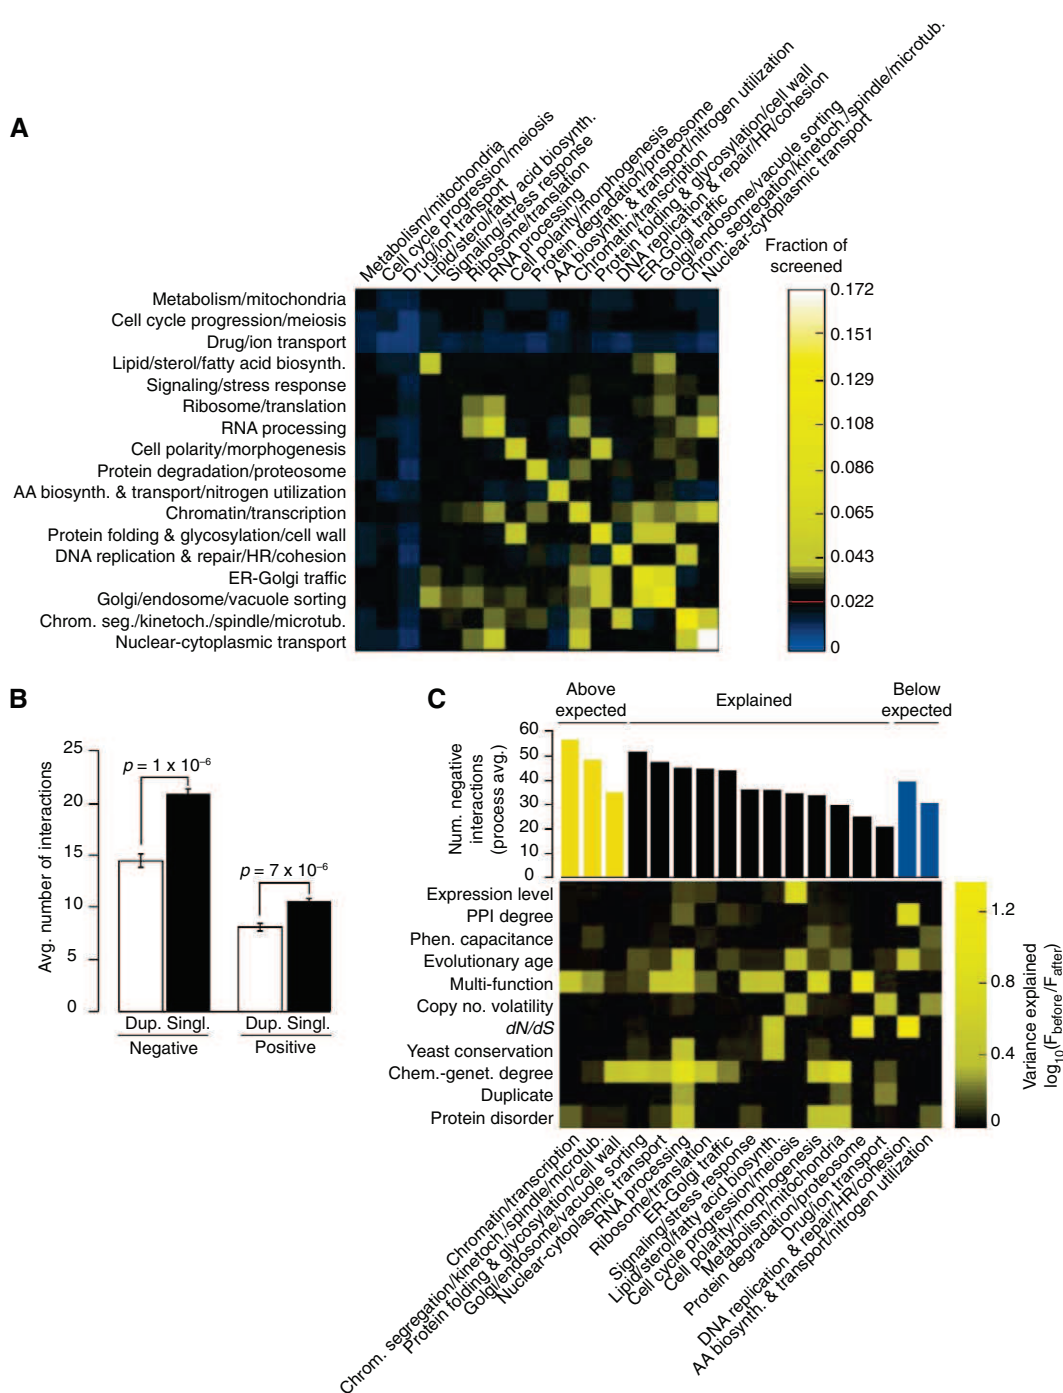 A
Metabolism/mitochondria
Cell cycle progression/meiosis
Drug/ion transport
Lipid/sterol/fatty acid biosynth.
Signaling/stress response
Ribosome/translation
RNA processing
Cell polarity/morphogenesis
Protein degradation/proteosome
AA biosynth. & transport/nitrogen utilization
Chromatin/transcription
Protein folding & glycosylation/cell wall
DNA replication & repair/HR/cohesion
ER-Golgi traffic
Golgi/endosome/vacuole sorting
Chrom. segregation/kinetoch./spindle/microtub.
Nuclear-cytoplasmic transport
Fraction of
screened
0.172
0.151
0.129
0.108
0.086
0.065
0.043
0.022
0
Metabolism/mitochondria
Cell cycle progression/meiosis
Drug/ion transport
Lipid/sterol/fatty acid biosynth.
Signaling/stress response
Ribosome/translation
RNA processing
Cell polarity/morphogenesis
Protein degradation/proteosome
AA biosynth. & transport/nitrogen utilization
Chromatin/transcription
Protein folding & glycosylation/cell wall
DNA replication & repair/HR/cohesion
ER-Golgi traffic
Golgi/endosome/vacuole sorting
Chrom. seg./kinetoch./spindle/microtub.
Nuclear-cytoplasmic transport
B
Avg. number of interactions
25
20
15
10
5
0
p = 1 x 10⁻⁶
p = 7 x 10⁻⁶
Dup. Singl.
Dup. Singl.
Negative
Positive
C
Above
expected
Explained
Below
expected
Num. negative
interactions
(process avg.)
60
50
40
30
20
10
0
Expression level
PPI degree
Phen. capacitance
Evolutionary age
Multi-function
Copy no. volatility
dN/dS
Yeast conservation
Chem.-genet. degree
Duplicate
Protein disorder
1.2
0.8
0.4
0
Variance explained
log₁₀(Fbefore/Fafter)
Chromatin/transcription
Chrom. segregation/kinetoch./spindle/microtub.
Protein folding & glycosylation/cell wall
Golgi/endosome/vacuole sorting
Nuclear-cytoplasmic transport
RNA processing
Ribosome/translation
ER-Golgi traffic
Signaling/stress response
Lipid/sterol/fatty acid biosynth.
Cell cycle progression/meiosis
Cell polarity/morphogenesis
Metabolism/mitochondria
Protein degradation/proteosome
Drug/ion transport
DNA replication & repair/HR/cohesion
AA biosynth. & transport/nitrogen utilization